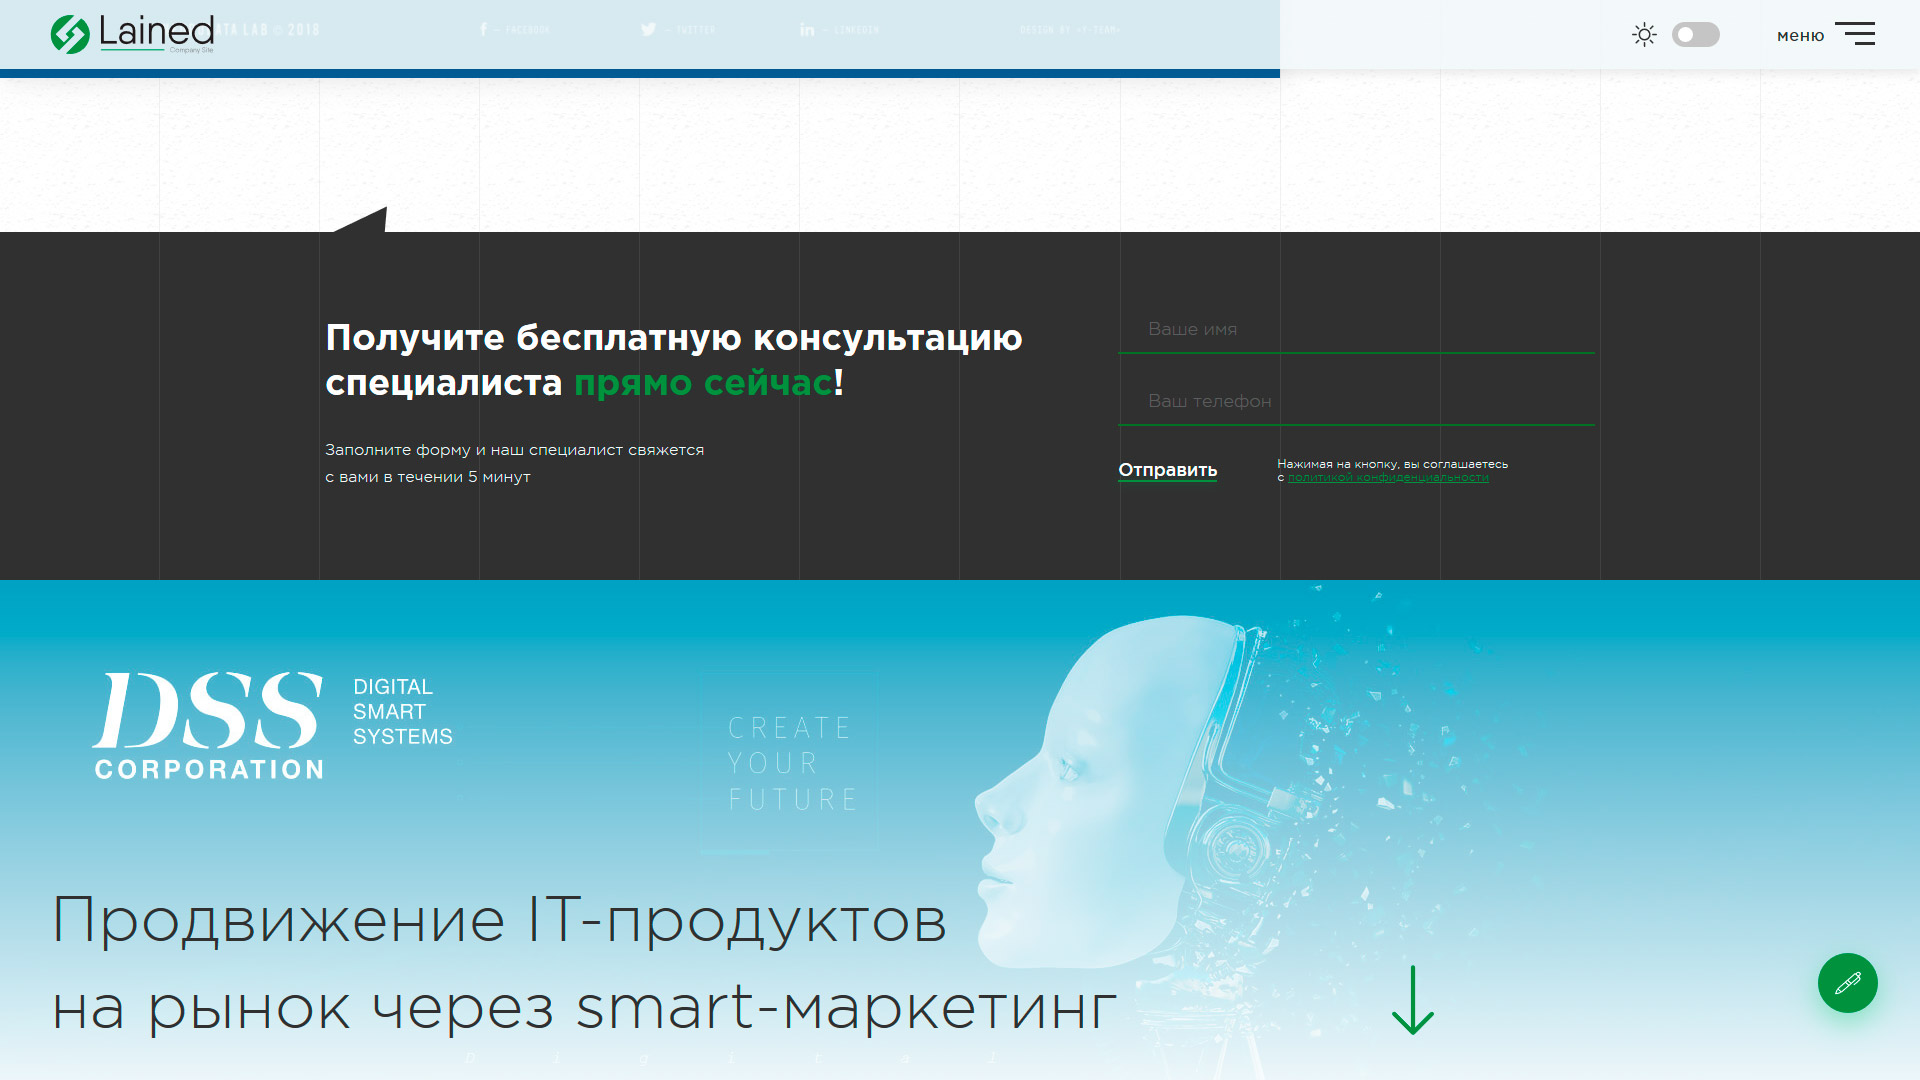 Lained
Company Site
DATA LAB © 2018
— FACEBOOK
— TWITTER
— LINKEDIN
DESIGN BY
меню
Получите бесплатную консультацию
специалиста прямо сейчас!
Заполните форму и наш специалист свяжется
с вами в течении 5 минут
Ваше имя
Ваш телефон
Отправить
Нажимая на кнопку, вы соглашаетесь
с политикой конфиденциальности
DSS
CORPORATION
DIGITAL
SMART
SYSTEMS
CREATE
YOUR
FUTURE
Продвижение IT-продуктов
на рынок через smart-маркетинг
Digital